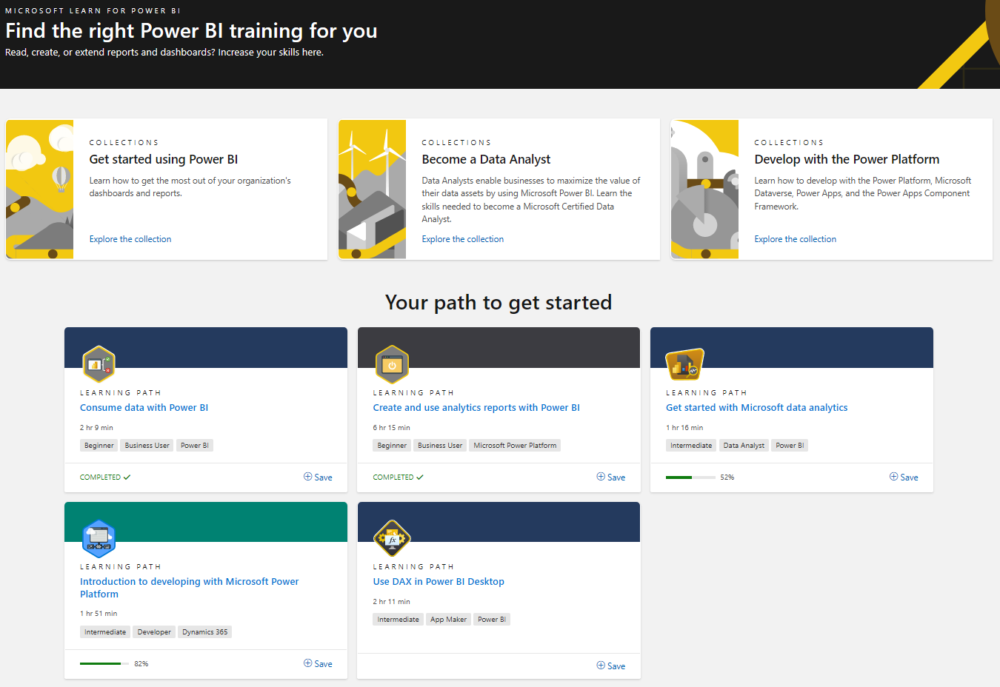 MICROSOFT LEARN FOR POWER BI
Find the right Power BI training for you
Read, create, or extend reports and dashboards? Increase your skills here.
COLLECTIONS
Get started using Power BI
Learn how to get the most out of your organization's
dashboards and reports.
Explore the collection
COLLECTIONS
Become a Data Analyst
Data Analysts enable businesses to maximize the value of
their data assets by using Microsoft Power BI. Learn the
skills needed to become a Microsoft Certified Data
Analyst.
Explore the collection
COLLECTIONS
Develop with the Power Platform
Learn how to develop with the Power Platform, Microsoft
Dataverse, Power Apps, and the Power Apps Component
Framework.
Explore the collection
Your path to get started
LEARNING PATH
Consume data with Power BI
2 hr 9 min
Beginner Business User Power BI
COMPLETED ✓ Save
LEARNING PATH
Create and use analytics reports with Power BI
6 hr 15 min
Beginner Business User Microsoft Power Platform
COMPLETED ✓ Save
LEARNING PATH
Get started with Microsoft data analytics
1 hr 16 min
Intermediate Data Analyst Power BI
52% Save
LEARNING PATH
Introduction to developing with Microsoft Power
Platform
1 hr 51 min
Intermediate Developer Dynamics 365
82% Save
fx
LEARNING PATH
Use DAX in Power BI Desktop
2 hr 11 min
Intermediate App Maker Power BI
Save